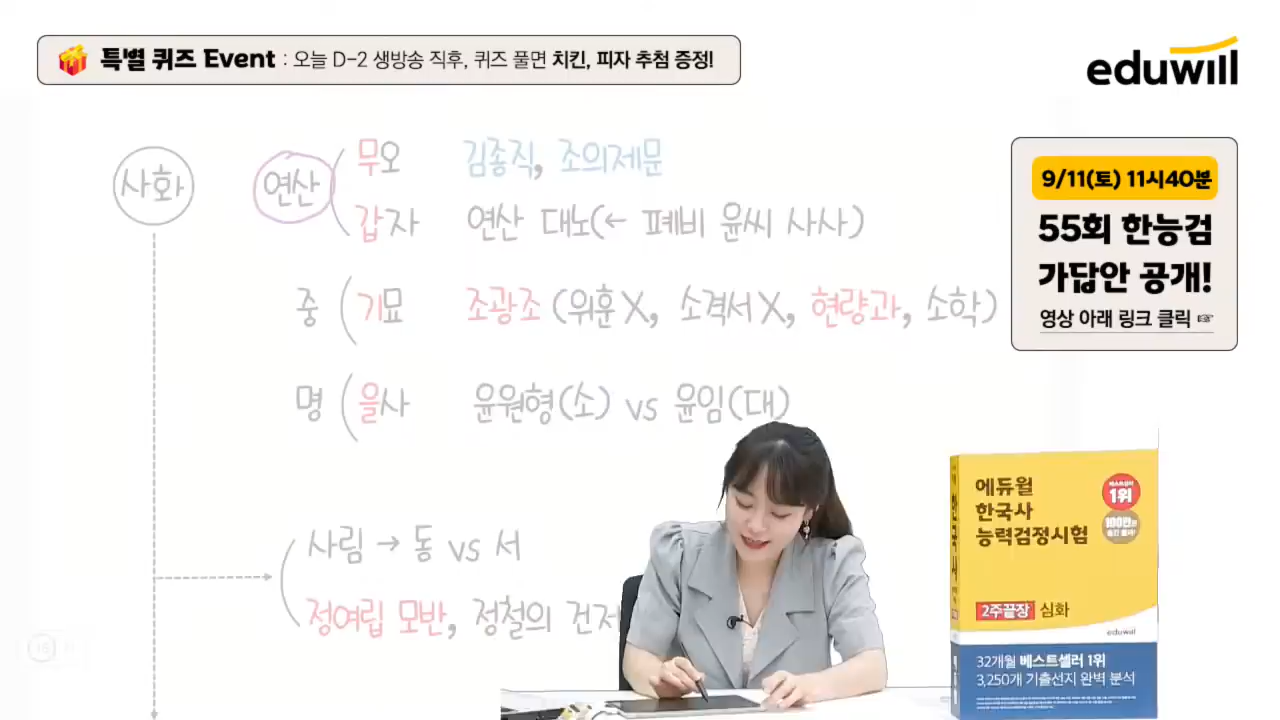 특별 퀴즈 Event : 오늘 D-2 생방송 직후, 퀴즈 풀면 치킨, 피자 추첨 증정!
eduwill
9/11(토) 11시40분
55회 한능검
가답안 공개!
영상 아래 링크 클릭 ☞
사화
연산
무오 김종직, 조의제문
갑자 연산 대노(← 폐비 윤씨 사사)
중 기묘 조광조 (위훈 X, 소격서 X, 현량과, 소학)
명 을사 윤원형(소) vs 윤임(대)
사림 → 동 vs 서
정여립 모반, 정철의 건저
에듀윌
한국사
능력검정시험
베스트셀러
1위
2주끝장 심화
eduwill
32개월 베스트셀러 1위
3,250개 기출선지 완벽 분석